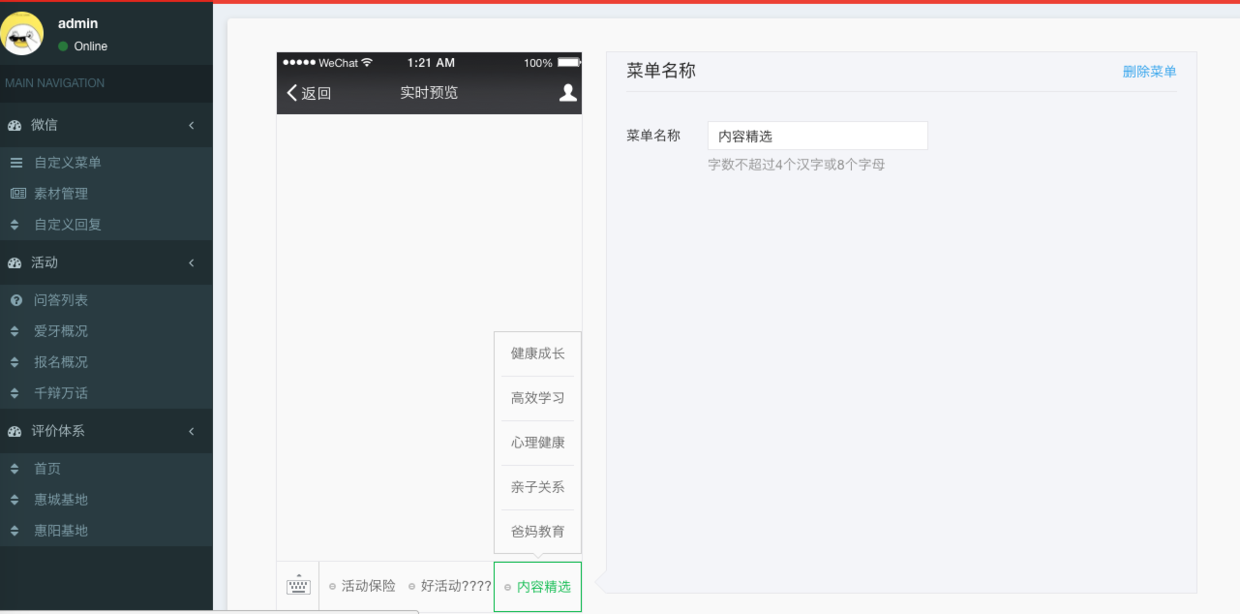 admin
Online
MAIN NAVIGATION
微信
自定义菜单
素材管理
自定义回复
活动
问答列表
爱牙概况
报名概况
千辩万话
评价体系
首页
惠城基地
惠阳基地
WeChat 1:21 AM 100%
返回 实时预览
健康成长
高效学习
心理健康
亲子关系
爸妈教育
活动保险 好活动???? 内容精选
菜单名称 删除菜单
菜单名称 内容精选
字数不超过4个汉字或8个字母